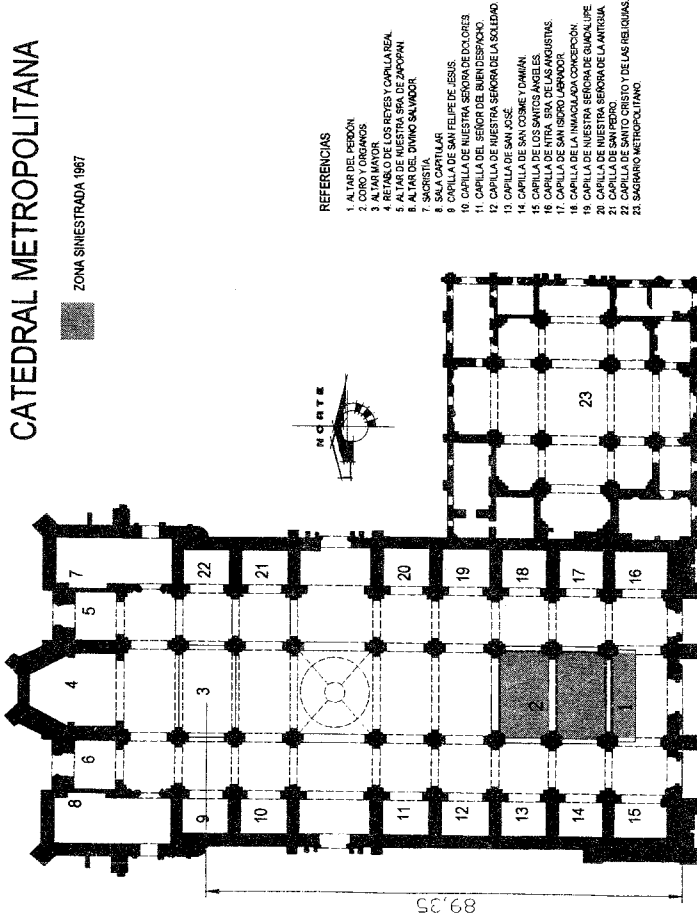 CATEDRAL METROPOLITANA
ZONA SINIESTRADA 1967
REFERENCIAS
1. ALTAR DEL PERDÓN.
2. CORO Y ORGANOS.
3. ALTAR MAYOR.
4. RETABLO DE LOS REYES Y CAPILLA REAL.
5. ALTAR DE NUESTRA SRA. DE ZAPOPAN.
6. ALTAR DEL DIVINO SALVADOR.
7. SACRISTÍA.
8. SALA CAPITULAR.
9. CAPILLA DE SAN FELIPE DE JESUS.
10. CAPILLA DE NUESTRA SEÑORA DE DOLORES.
11. CAPILLA DEL SEÑOR DEL BUEN DESPACHO.
12. CAPILLA DE NUESTRA SEÑORA DE LA SOLEDAD.
13. CAPILLA DE SAN JOSÉ.
14. CAPILLA DE SAN COSME Y DAMIÁN.
15. CAPILLA DE LOS SANTOS ÁNGELES.
16. CAPILLA DE NTRA. SRA. DE LAS ANGUSTIAS.
17. CAPILLA DE SAN ISIDRO LABRADOR.
18. CAPILLA DE LA INMACULADA CONCEPCIÓN.
19. CAPILLA DE NUESTRA SEÑORA DE GUADALUPE.
20. CAPILLA DE NUESTRA SEÑORA DE LA ANTIGUA.
21. CAPILLA DE SAN PEDRO.
22. CAPILLA DE SANTO CRISTO Y DE LAS RELIQUIAS.
23. SAGRARIO METROPOLITANO.
NORTE
8
6
4
5
7
9
3
22
10
21
11
20
12
19
13
2
18
14
17
15
1
16
23
89,35